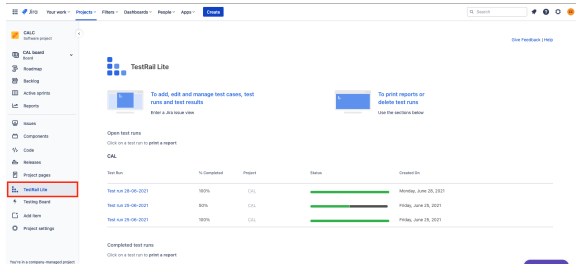 Jira
Your work
Projects
Filters
Dashboards
People
Apps
Create
Search
CALC
Software project
Give Feedback | Help
CAL board
Board
Roadmap
Backlog
Active sprints
Reports
Issues
Components
Code
Releases
Project pages
TestRail Lite
Testing Board
Add item
Project settings
You're in a company-managed project
TestRail Lite
To add, edit and manage test cases, test
runs and test results
Enter a Jira issue view
To print reports or
delete test runs
Use the sections below
Open test runs
Click on a test run to print a report
CAL
Test Run % Completed Project Status Created On
Test run 28-06-2021 100% CAL Monday, June 28, 2021
Test run 25-06-2021 50% CAL Friday, June 25, 2021
Test run 25-06-2021 100% CAL Friday, June 25, 2021
Completed test runs
Click on a test run to print a report